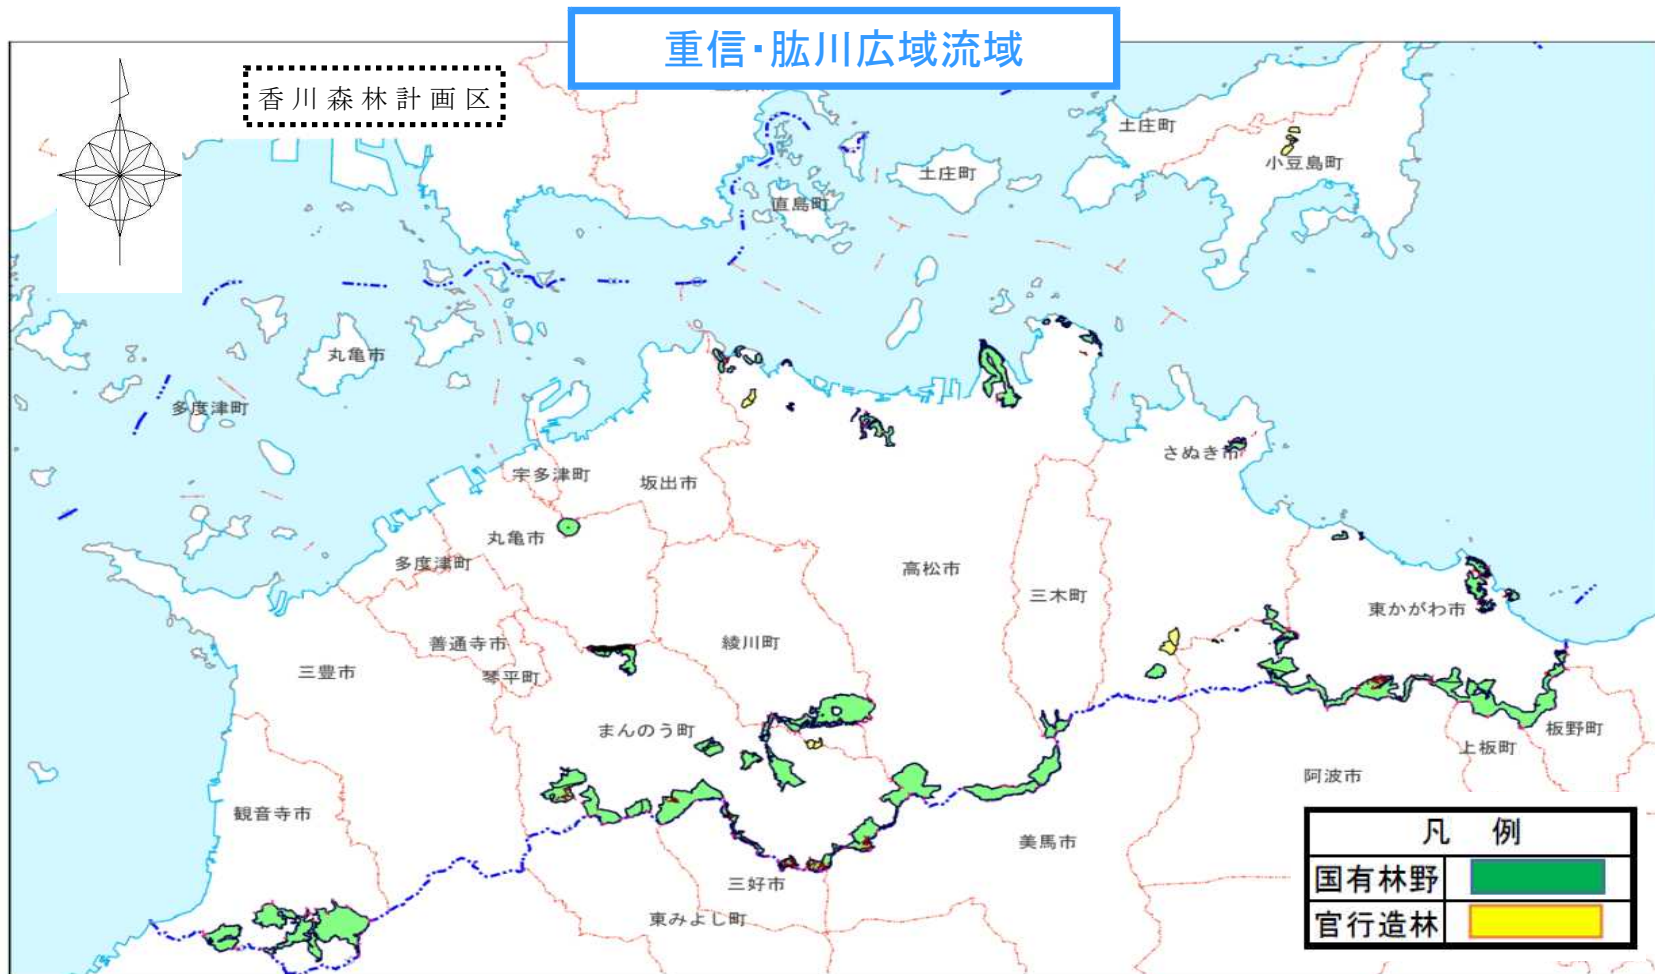 重信・肱川広域流域
香川森林計画区
土庄町
小豆島町
土庄町
直島町
丸亀市
多度津町
さぬき市
宇多津町
坂出市
丸亀市
多度津町
高松市
三木町
東かがわ市
善通寺市
綾川町
三豊市
琴平町
まんのう町
板野町
上板町
阿波市
観音寺市
美馬市
三好市
東みよし町
凡 例
国有林野
官行造林